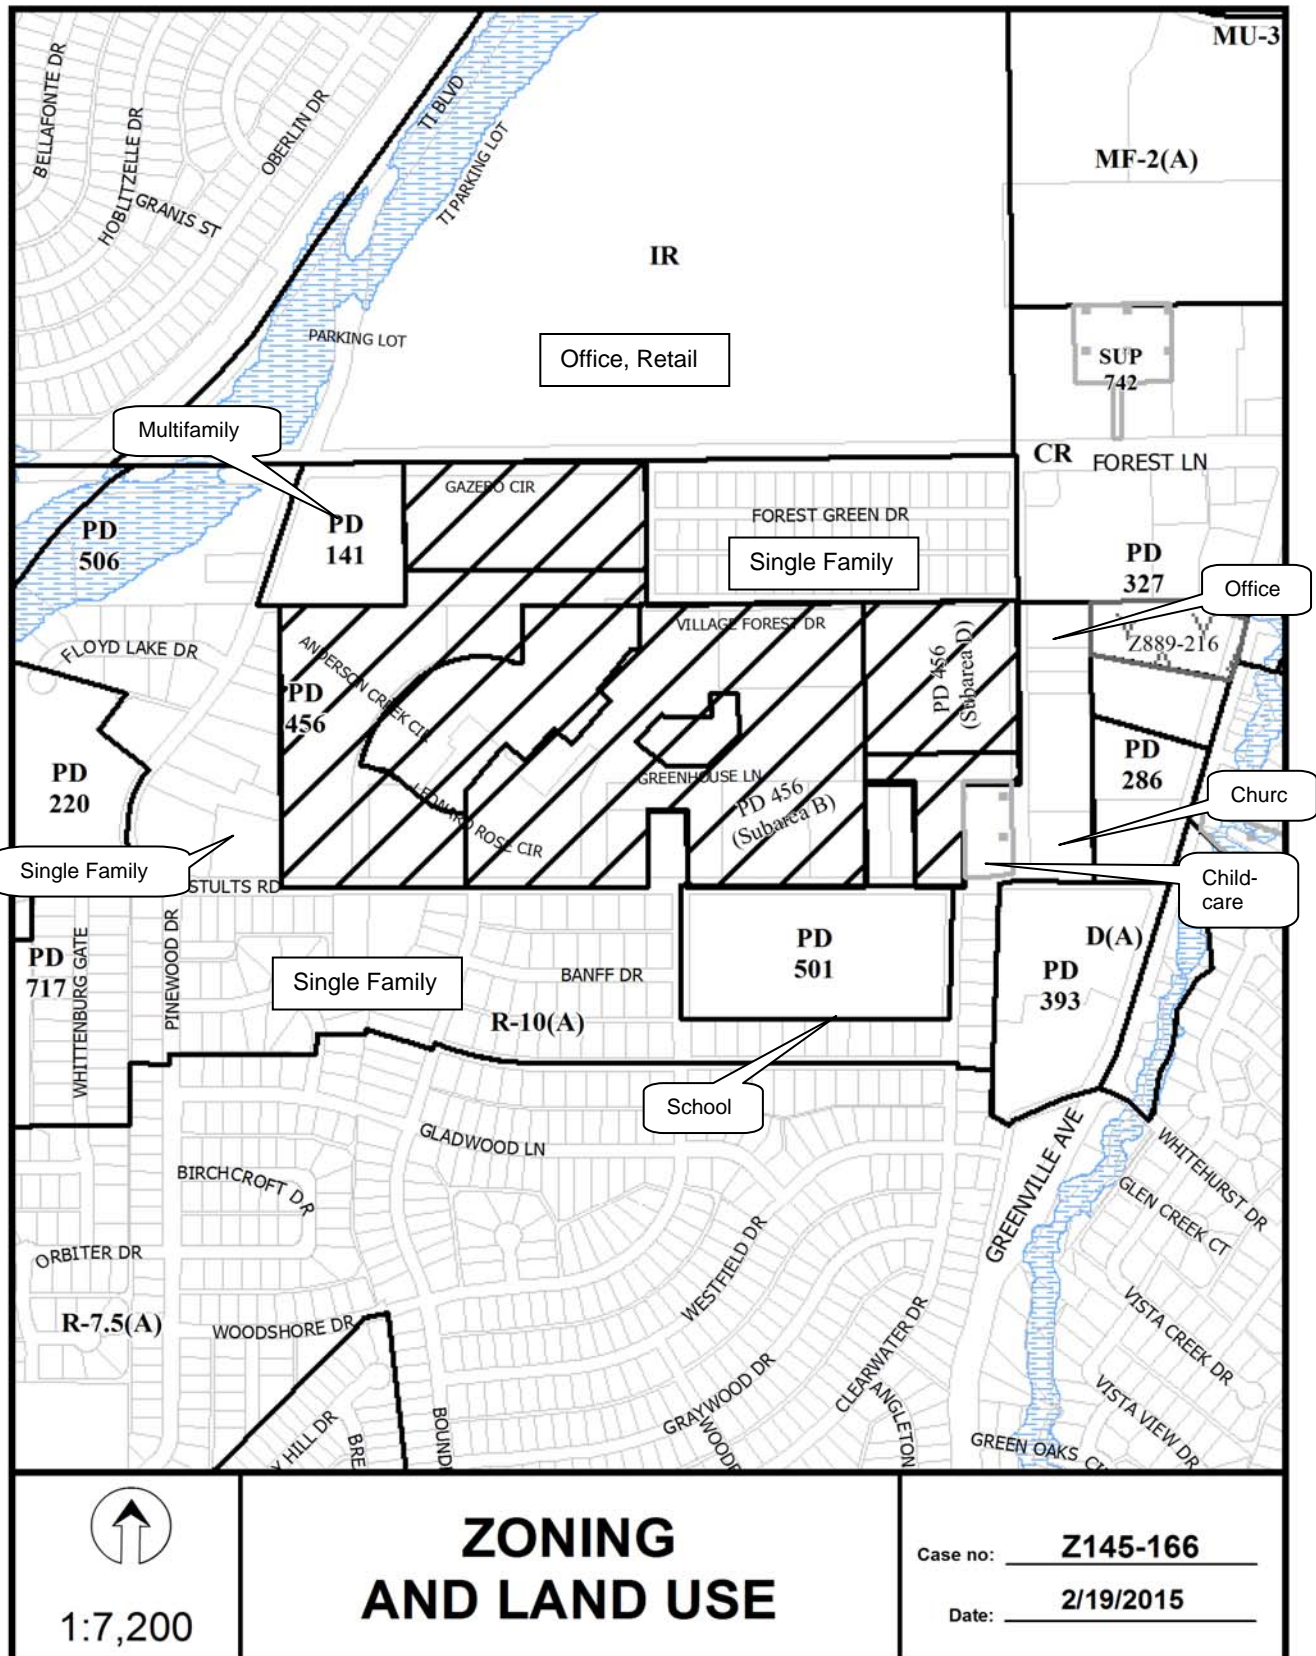 MU-3
BELLAFONTE DR
HOBLITZELLE DR
OBERLIN DR
GRANIS ST
TI BLVD
TI PARKING LOT
MF-2(A)
IR
PARKING LOT
Office, Retail
SUP
742
Multifamily
CR
FOREST LN
GAZEBO CIR
PD
506
PD
141
FOREST GREEN DR
Single Family
PD
327
Office
FLOYD LAKE DR
VILLAGE FOREST DR
Z889-216
ANDERSON CREEK CIR
PD
456
PD 456
(Subarea D)
PD
220
GREENHOUSE LN
PD
286
LEONARD ROSE CIR
PD 456
(Subarea B)
Churc
Single Family
STULTS RD
Child-
care
PD
717
WHITTENBURG GATE
PINEWOOD DR
Single Family
BANFF DR
R-10(A)
PD
501
D(A)
PD
393
School
GLADWOOD LN
BIRCHCROFT DR
GREENVILLE AVE
WHITEHURST DR
GLEN CREEK CT
ORBITER DR
WESTFIELD DR
R-7.5(A)
WOODSHORE DR
CLEARWATER DR
VISTA CREEK DR
GRAYWOOD DR
ANGLETON
VISTA VIEW DR
Y HILL DR
BRE
BOUND
WOODB
GREEN OAKS CI
1:7,200
ZONING
AND LAND USE
Case no: Z145-166
Date: 2/19/2015